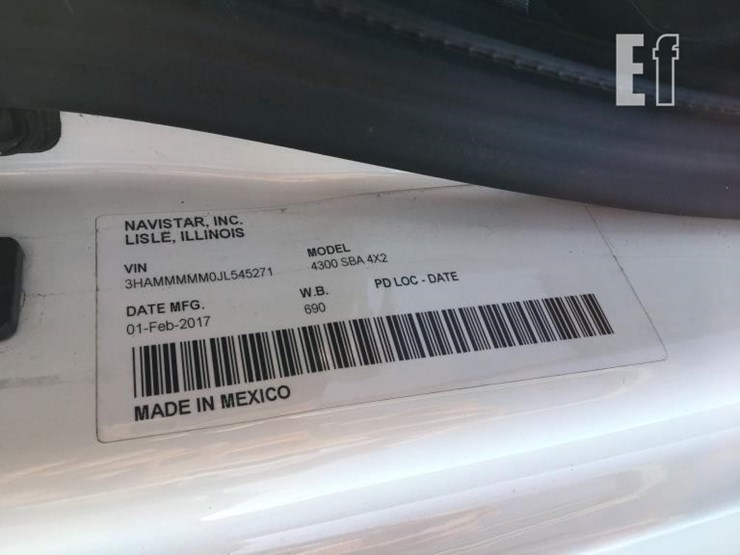 Ef
NAVISTAR, INC.
LISLE, ILLINOIS
VIN
3HAMMMMM0JL545271
MODEL
4300 SBA 4X2
DATE MFG.
01-Feb-2017
W.B.
690
PD LOC - DATE
MADE IN MEXICO